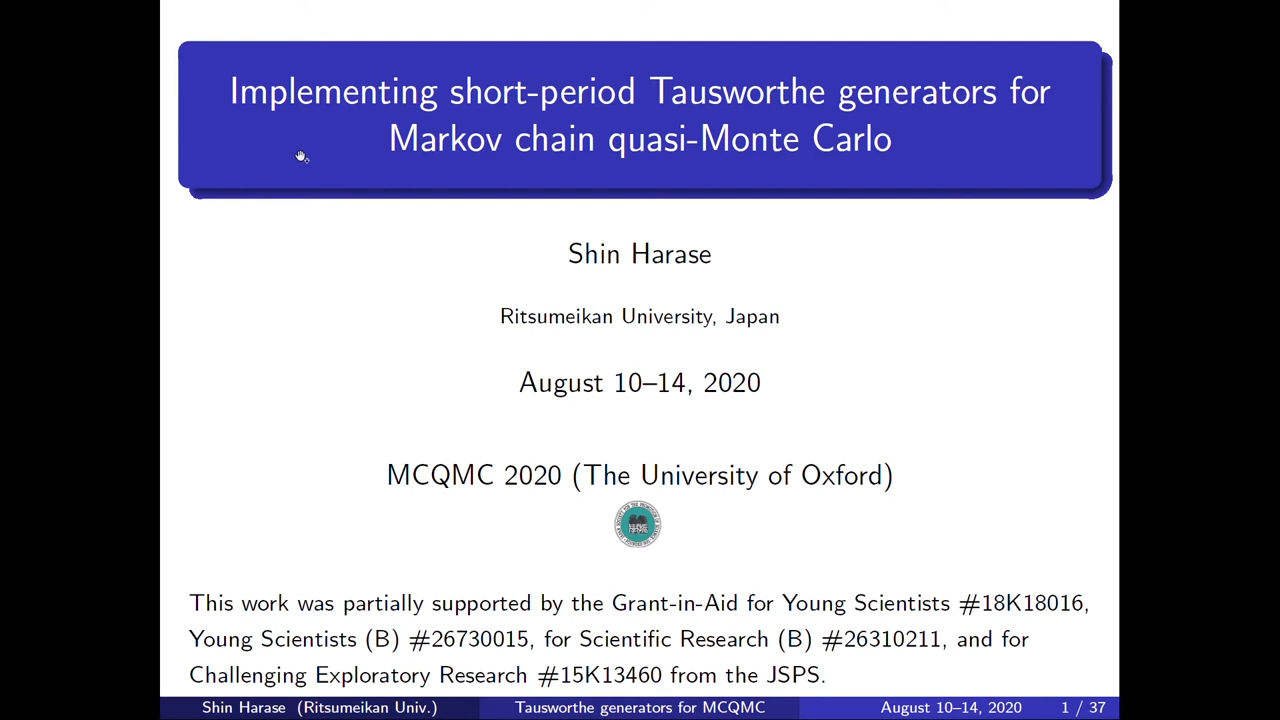 Implementing short-period Tausworthe generators for
Markov chain quasi-Monte Carlo
Shin Harase
Ritsumeikan University, Japan
August 10–14, 2020
MCQMC 2020 (The University of Oxford)
This work was partially supported by the Grant-in-Aid for Young Scientists #18K18016,
Young Scientists (B) #26730015, for Scientific Research (B) #26310211, and for
Challenging Exploratory Research #15K13460 from the JSPS.
Shin Harase (Ritsumeikan Univ.) Tausworthe generators for MCQMC August 10–14, 2020 1 / 37